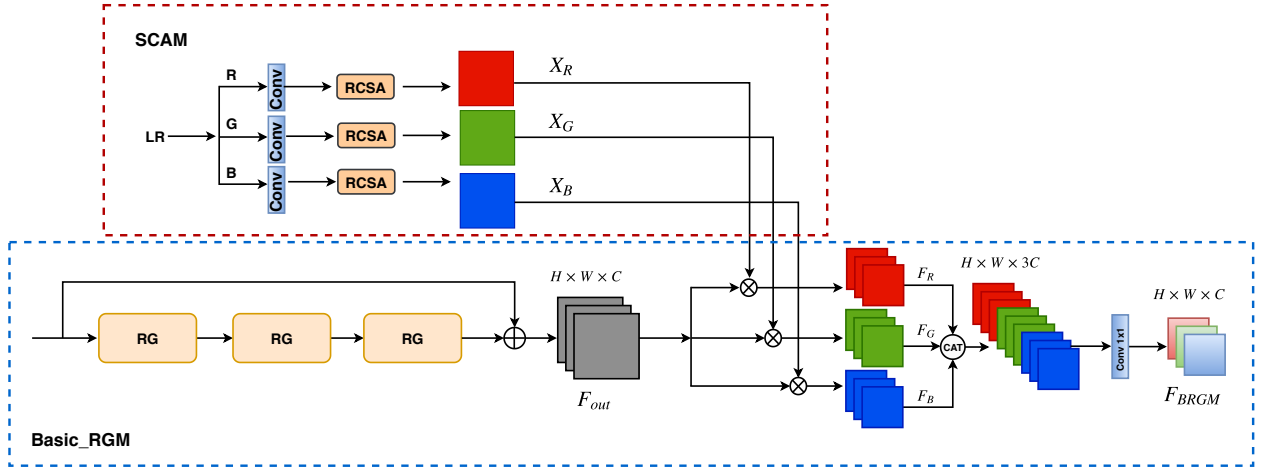 SCAM
R
Conv
RCSA
X_R
LR
G
Conv
RCSA
X_G
B
Conv
RCSA
X_B
H × W × C
F_R
H × W × 3C
H × W × C
RG
RG
RG
F_G
CAT
Conv 1x1
F_out
F_B
F_BRGM
Basic_RGM